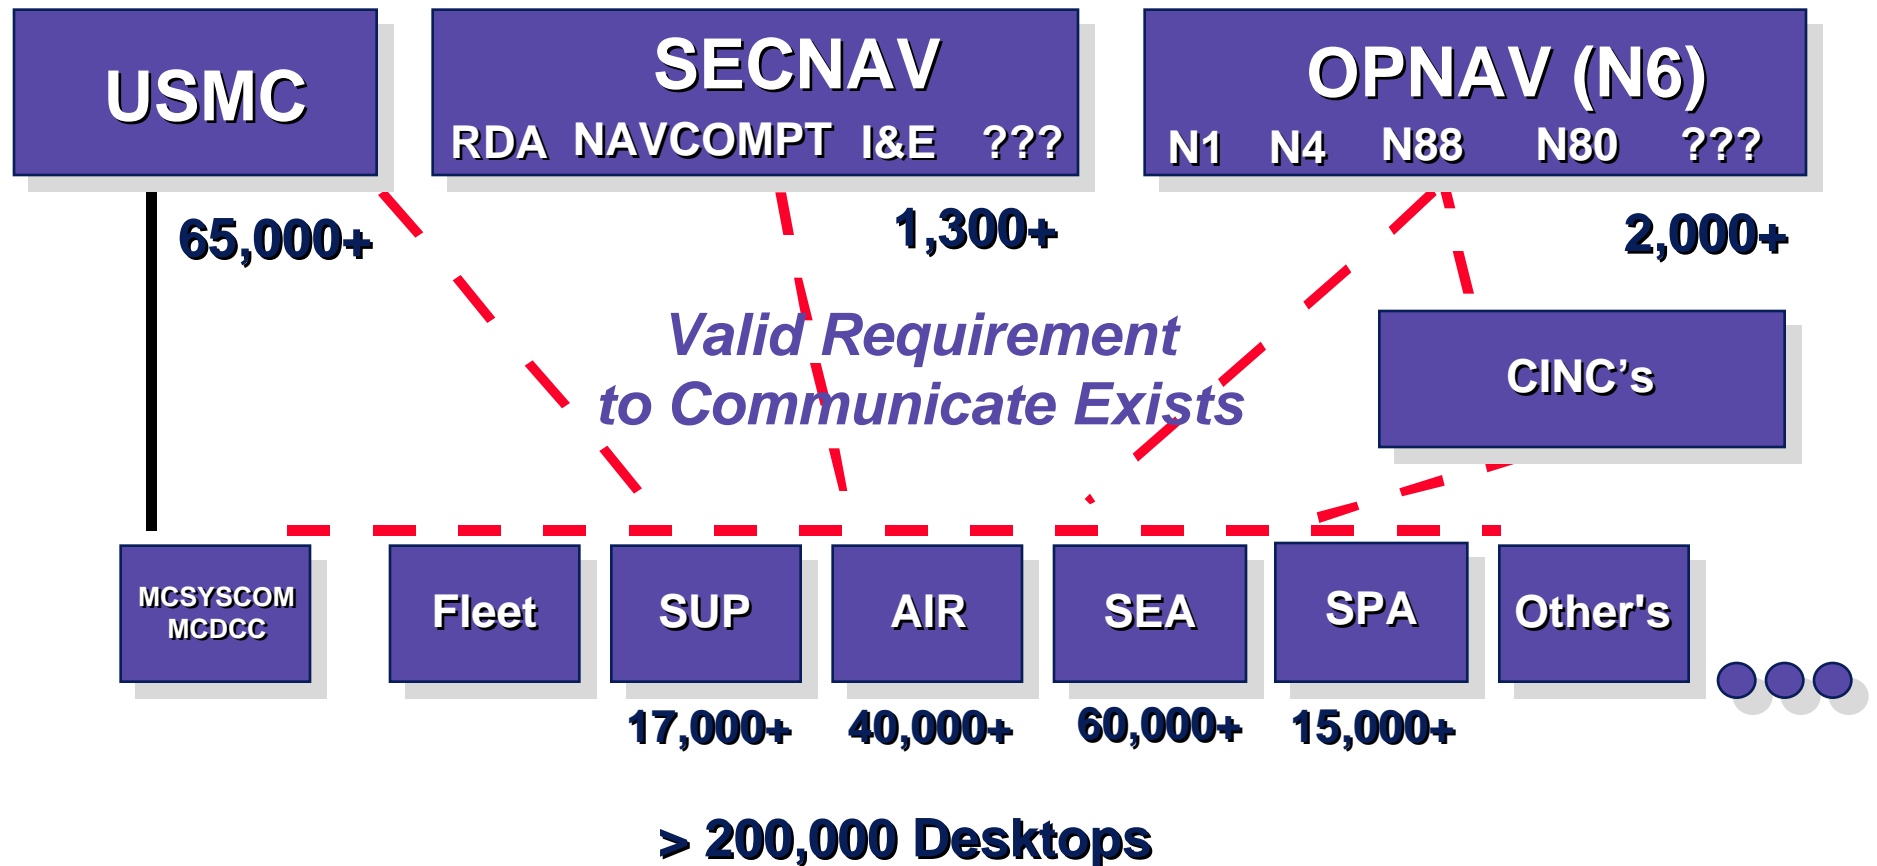 USMC
SECNAV
RDA NAVCOMPT I&E ???
OPNAV (N6)
N1 N4 N88 N80 ???
65,000+
1,300+
2,000+
Valid Requirement
to Communicate Exists
CINC’s
MCSYSCOM
MCDCC
Fleet
SUP
AIR
SEA
SPA
Other's
17,000+
40,000+
60,000+
15,000+
> 200,000 Desktops